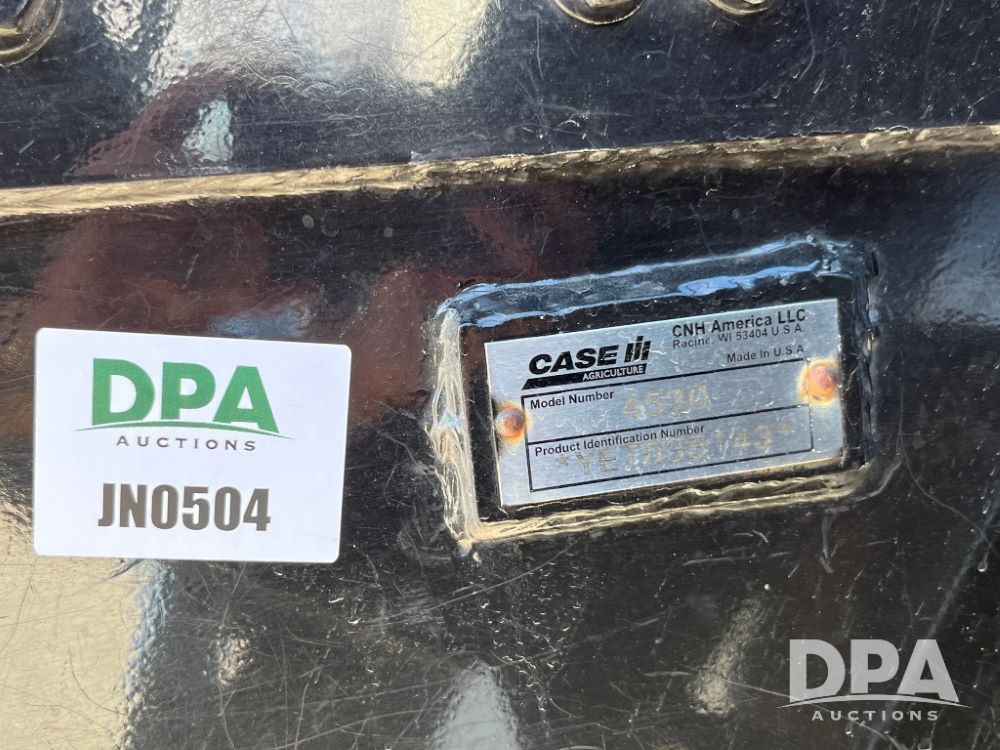 DPA
AUCTIONS
JN0504
CASE IH
AGRICULTURE
CNH America LLC
Racine, WI 53404 U.S.A.
Made In U.S.A
Model Number 4530
Product Identification Number
DPA
AUCTIONS